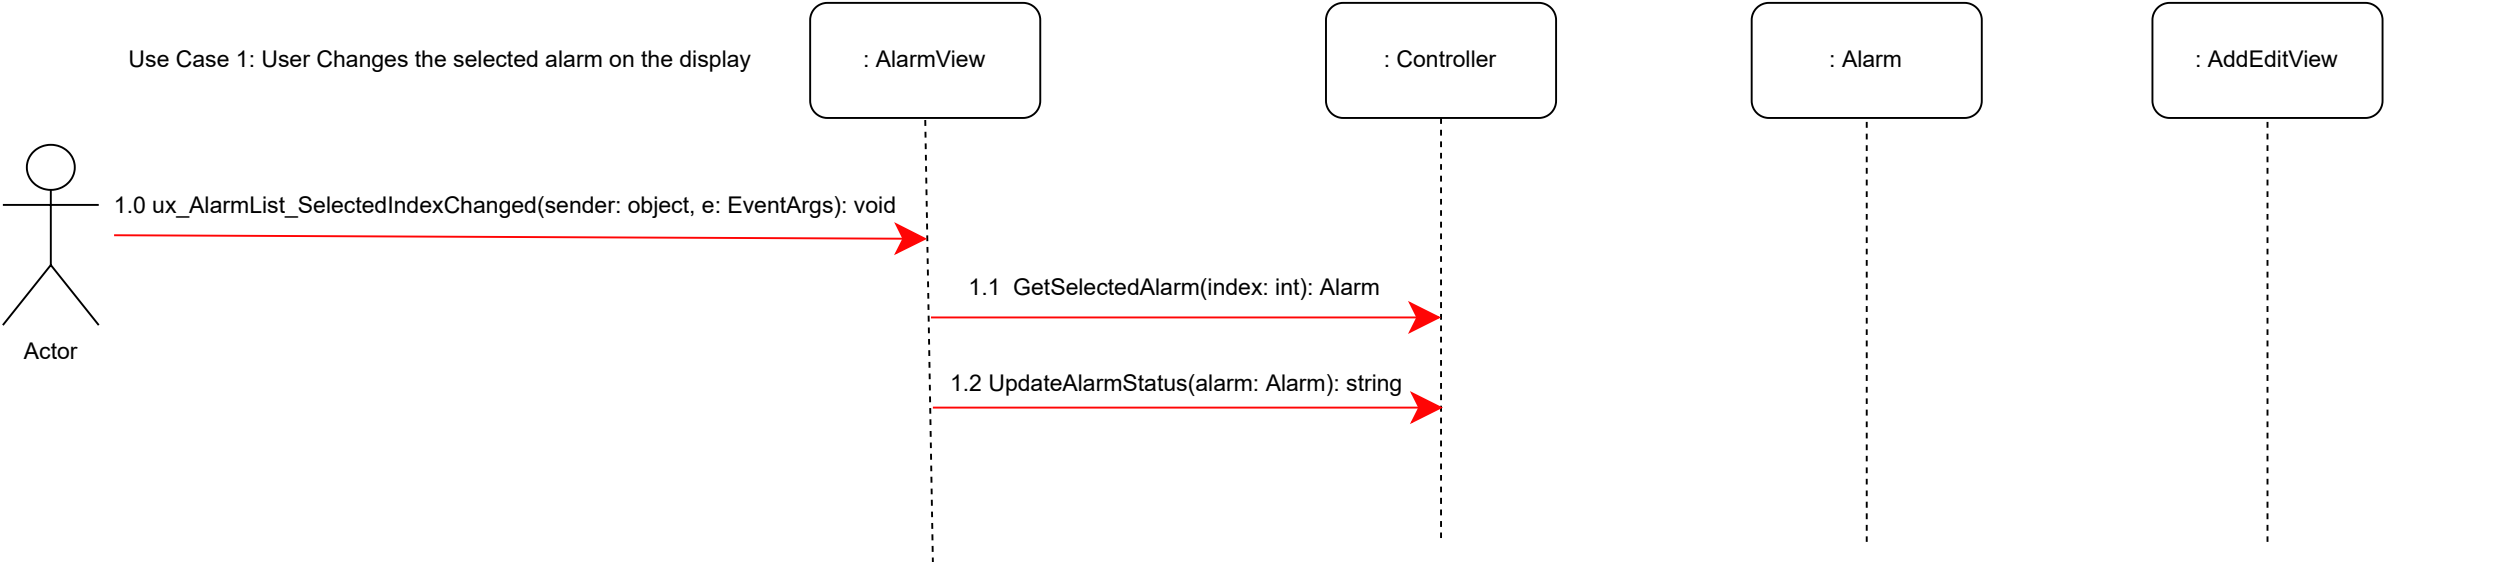 Use Case 1: User Changes the selected alarm on the display
: AlarmView
: Controller
: Alarm
: AddEditView
1.0 ux_AlarmList_SelectedIndexChanged(sender: object, e: EventArgs): void
1.1  GetSelectedAlarm(index: int): Alarm
Actor
1.2 UpdateAlarmStatus(alarm: Alarm): string